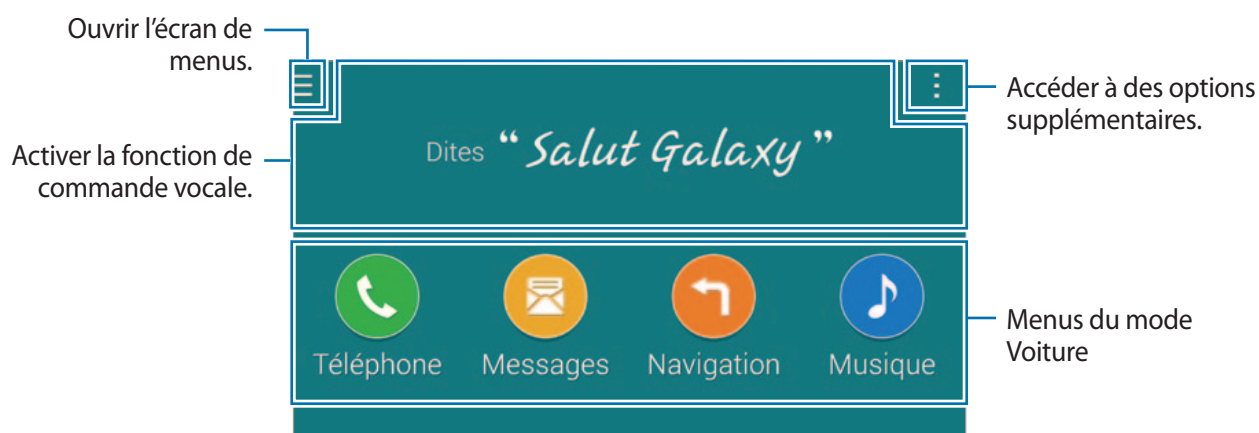 Ouvrir l'écran de
menus.
Accéder à des options
supplémentaires.
Activer la fonction de
commande vocale.
Dites “ Salut Galaxy ”
Téléphone
Messages
Navigation
Musique
Menus du mode
Voiture